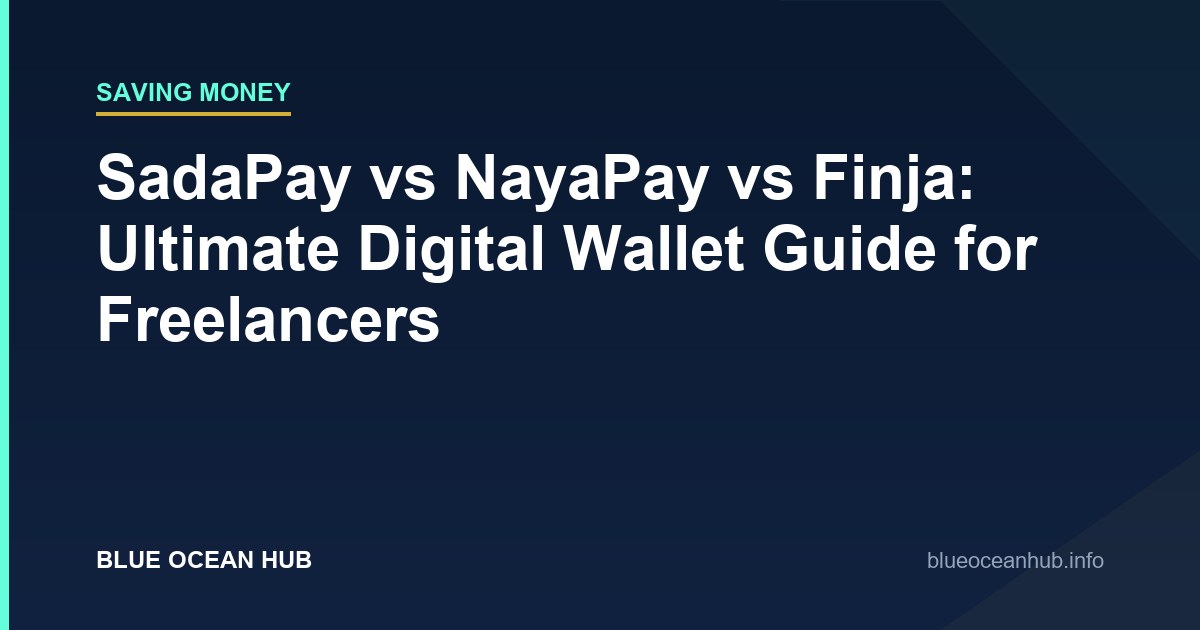 SAVING MONEY
SadaPay vs NayaPay vs Finja:
Ultimate Digital Wallet Guide for
Freelancers
BLUE OCEAN HUB
blueoceanhub.info